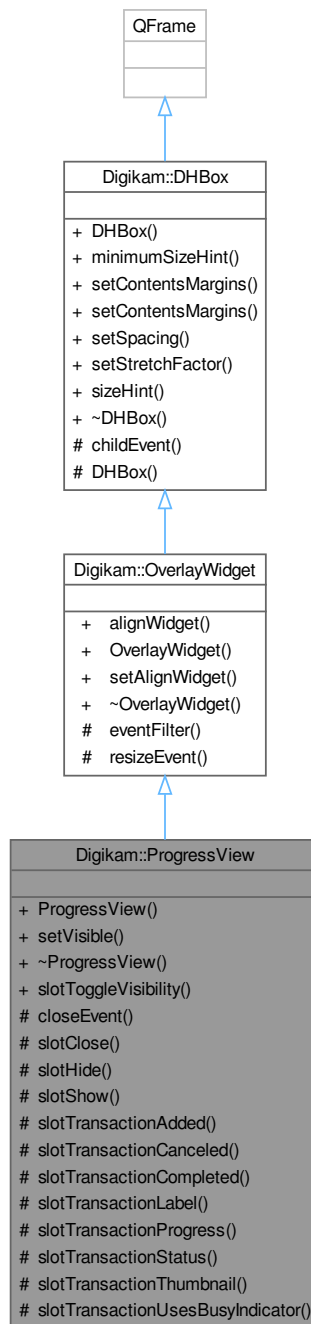 QFrame
Digikam::DHBox
+ DHBox()
+ minimumSizeHint()
+ setContentsMargins()
+ setContentsMargins()
+ setSpacing()
+ setStretchFactor()
+ sizeHint()
+ ~DHBox()
# childEvent()
# DHBox()
Digikam::OverlayWidget
+ alignWidget()
+ OverlayWidget()
+ setAlignWidget()
+ ~OverlayWidget()
# eventFilter()
# resizeEvent()
Digikam::ProgressView
+ ProgressView()
+ setVisible()
+ ~ProgressView()
+ slotToggleVisibility()
# closeEvent()
# slotClose()
# slotHide()
# slotShow()
# slotTransactionAdded()
# slotTransactionCanceled()
# slotTransactionCompleted()
# slotTransactionLabel()
# slotTransactionProgress()
# slotTransactionStatus()
# slotTransactionThumbnail()
# slotTransactionUsesBusyIndicator()